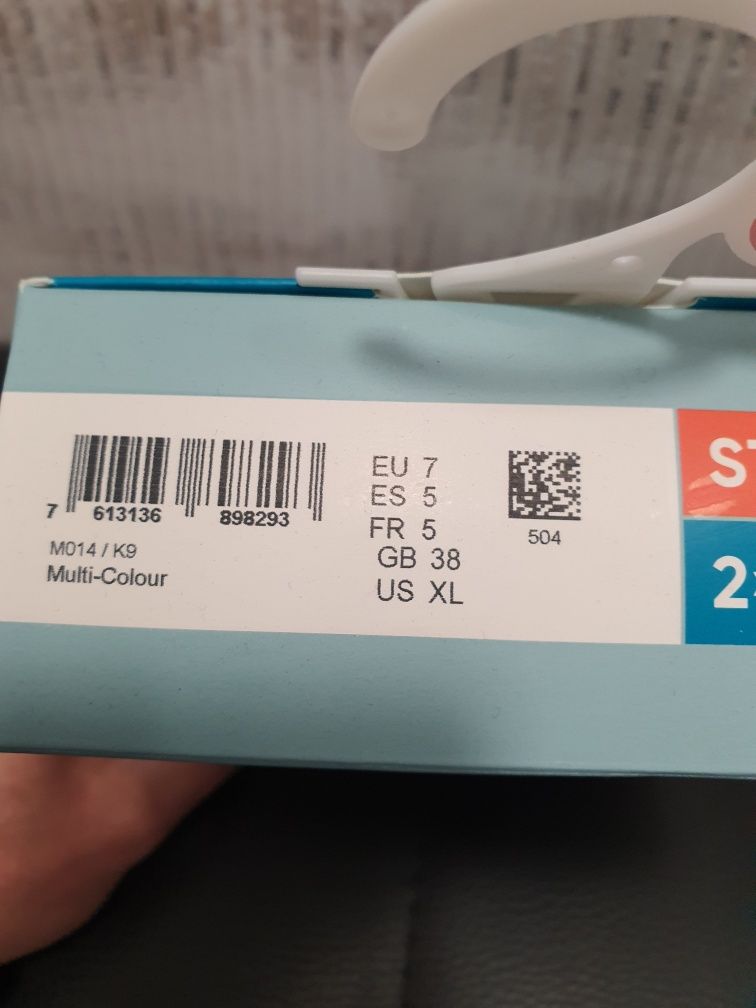 7 613136 898293
M014 / K9
Multi-Colour
EU 7
ES 5
FR 5
GB 38
US XL
504